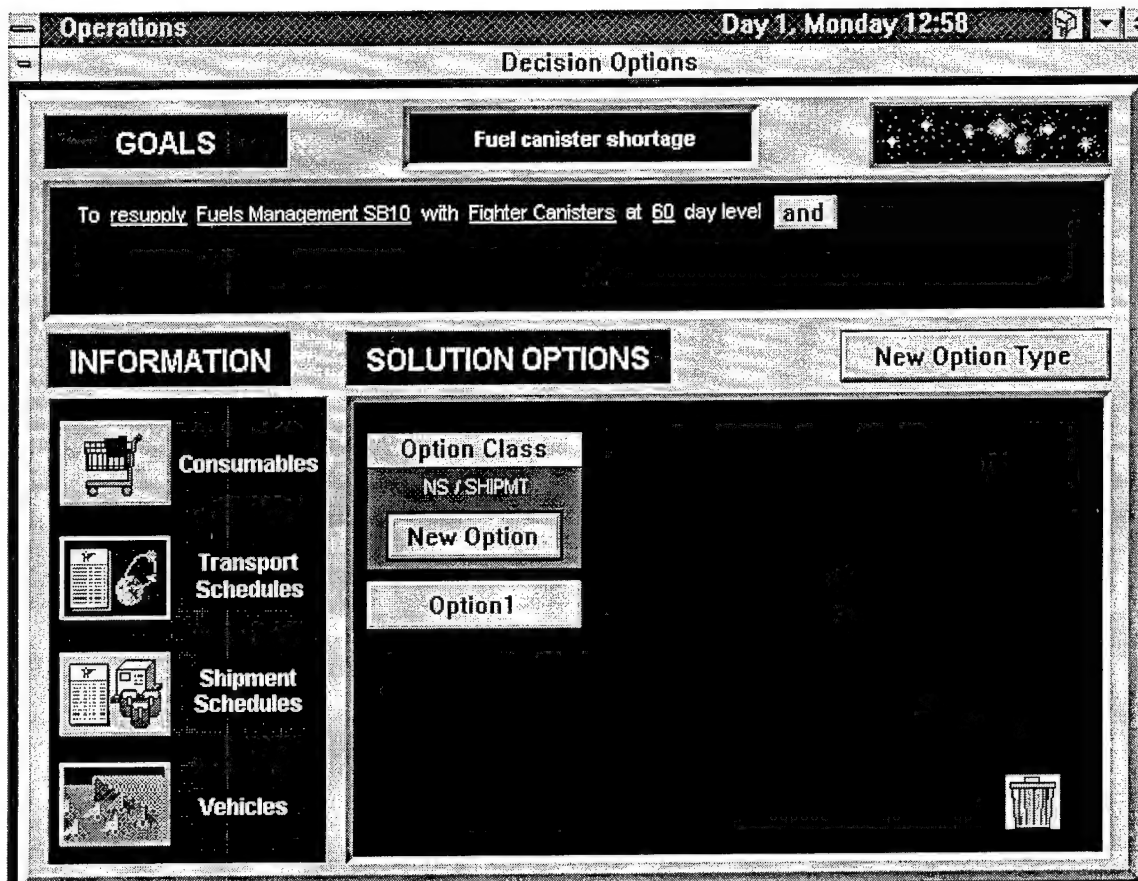 Operations Day 1, Monday 12:58
Decision Options
GOALS
Fuel canister shortage
To resupply Fuels Management SB10 with Fighter Canisters at 60 day level and
INFORMATION
SOLUTION OPTIONS
New Option Type
Consumables
Transport
Schedules
Shipment
Schedules
Vehicles
Option Class
NS / SHIPMT
New Option
Option1